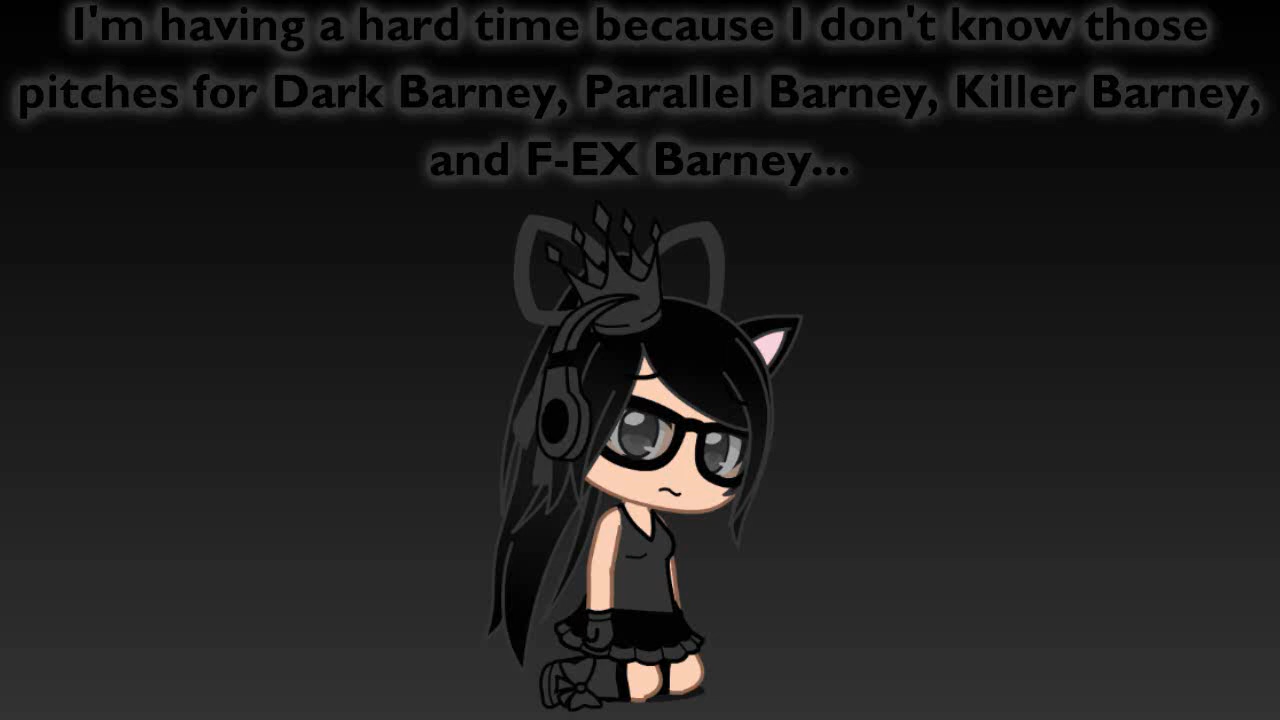 I'm having a hard time because I don't know those
pitches for Dark Barney, Parallel Barney, Killer Barney,
and F-EX Barney...